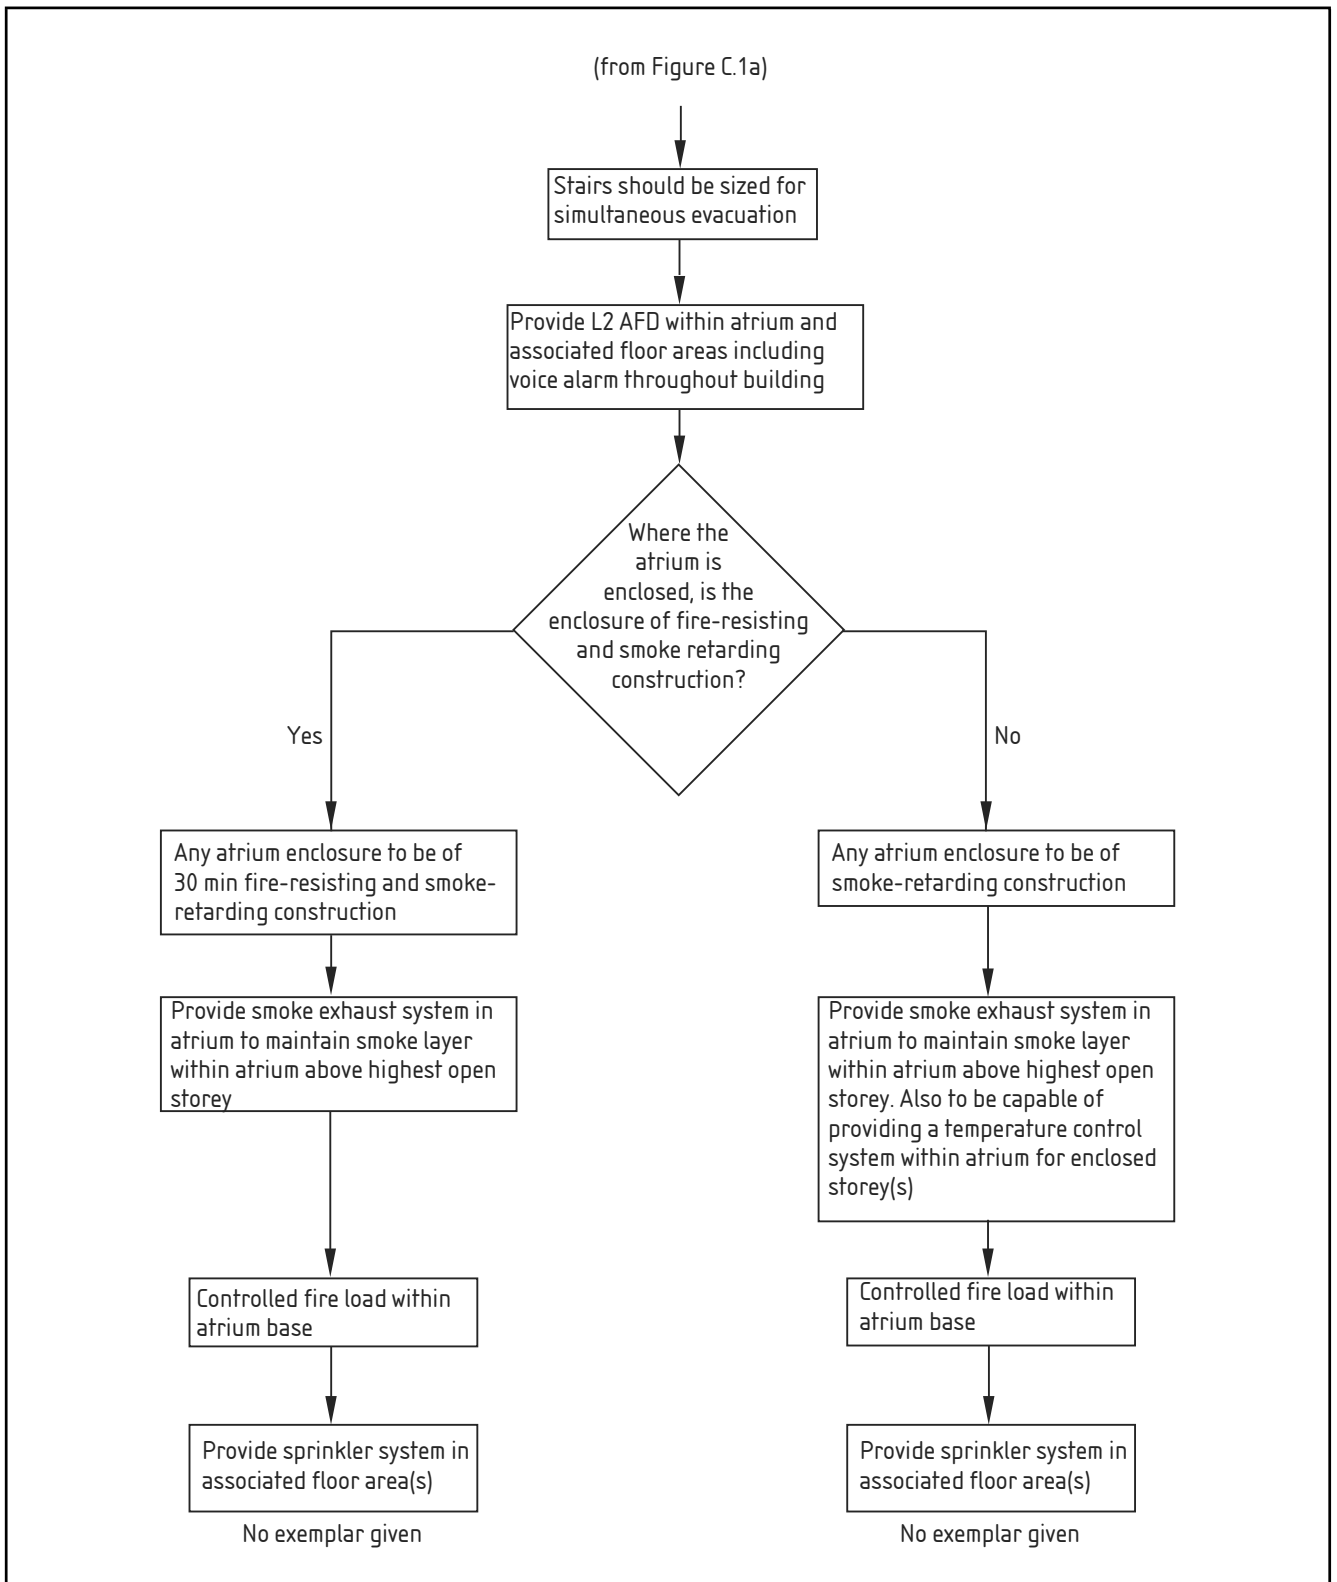 (from Figure C.1a)
Stairs should be sized for
simultaneous evacuation
Provide L2 AFD within atrium and
associated floor areas including
voice alarm throughout building
Where the
atrium is
enclosed, is the
enclosure of fire-resisting
and smoke retarding
construction?
Yes
No
Any atrium enclosure to be of
30 min fire-resisting and smoke-
retarding construction
Any atrium enclosure to be of
smoke-retarding construction
Provide smoke exhaust system in
atrium to maintain smoke layer
within atrium above highest open
storey
Provide smoke exhaust system in
atrium to maintain smoke layer
within atrium above highest open
storey. Also to be capable of
providing a temperature control
system within atrium for enclosed
storey(s)
Controlled fire load within
atrium base
Controlled fire load within
atrium base
Provide sprinkler system in
associated floor area(s)
Provide sprinkler system in
associated floor area(s)
No exemplar given
No exemplar given